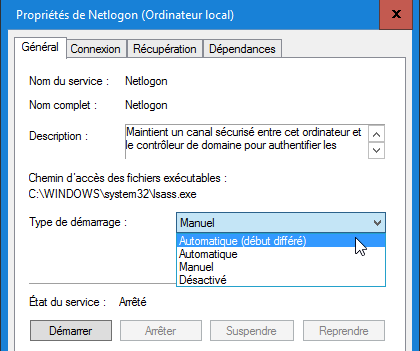 Propriétés de Netlogon (Ordinateur local)
x
Général Connexion Récupération Dépendances
Nom du service : Netlogon
Nom complet : Netlogon
Description : Maintient un canal sécurisé entre cet ordinateur et
le contrôleur de domaine pour authentifier les
Chemin d'accès des fichiers exécutables :
C:\WINDOWS\system32\lsass.exe
Type de démarrage : Manuel
Automatique (début différé)
Automatique
Manuel
Désactivé
État du service : Arrêté
Démarrer Arrêter Suspendre Reprendre